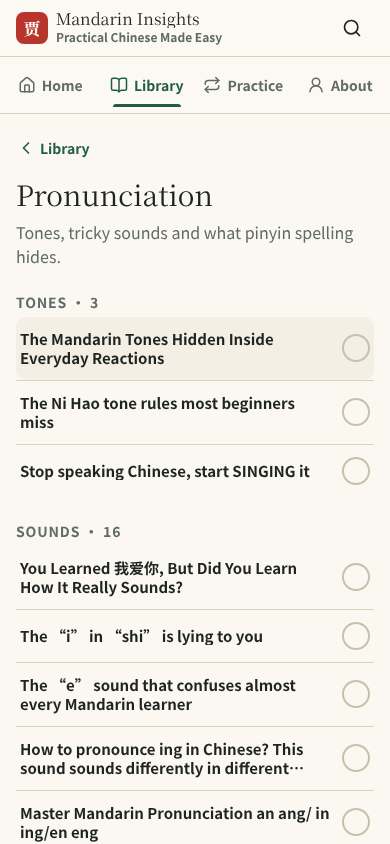 贾
Mandarin Insights
Practical Chinese Made Easy
Home
Library
Practice
About
Library
Pronunciation
Tones, tricky sounds and what pinyin spelling
hides.
TONES • 3
The Mandarin Tones Hidden Inside
Everyday Reactions
The Ni Hao tone rules most beginners
miss
Stop speaking Chinese, start SINGING it
SOUNDS • 16
You Learned 我爱你, But Did You Learn
How It Really Sounds?
The “i” in “shi” is lying to you
The “e” sound that confuses almost
every Mandarin learner
How to pronounce ing in Chinese? This
sound sounds differently in different…
Master Mandarin Pronunciation an ang/ in
ing/en eng